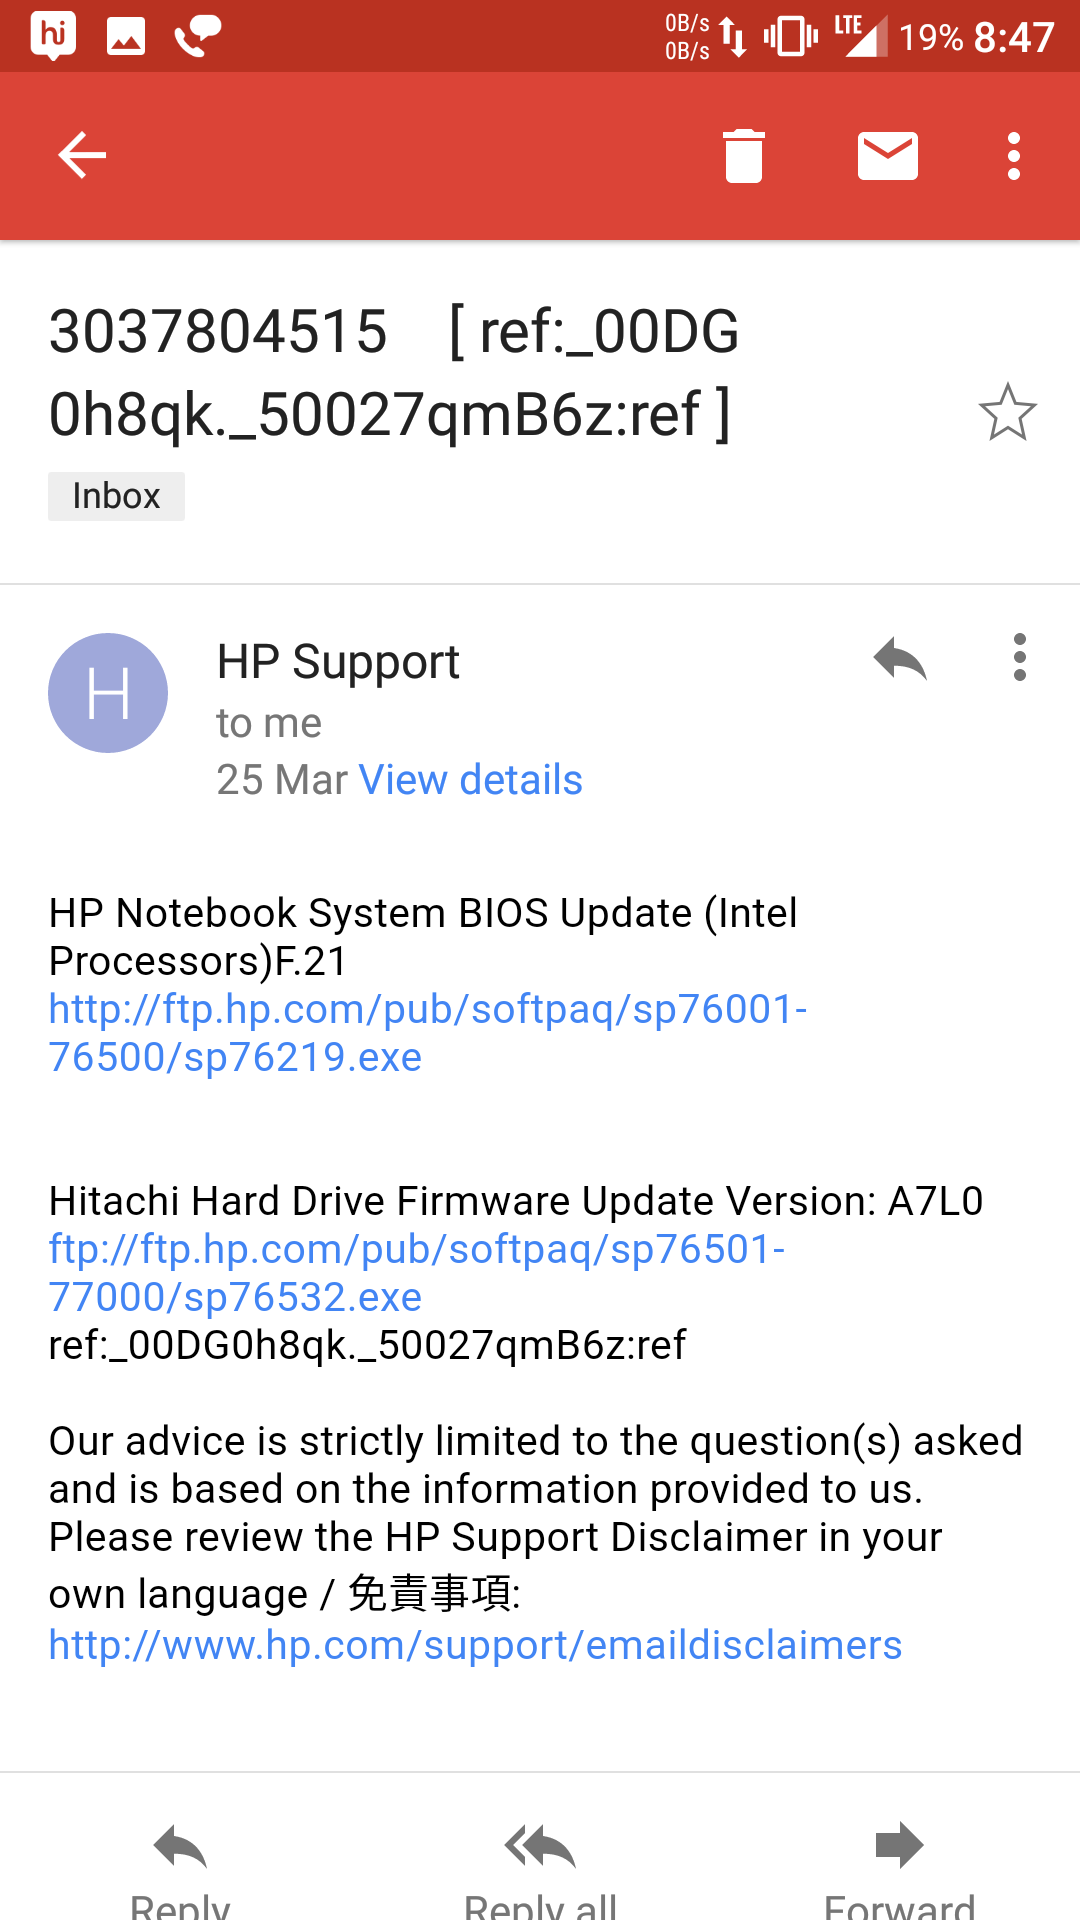 hi 0B/s 0B/s LTE 19% 8:47
3037804515 [ ref:_00DG
0h8qk._50027qmB6z:ref ]
Inbox
H
HP Support
to me
25 Mar View details
HP Notebook System BIOS Update (Intel
Processors)F.21
http://ftp.hp.com/pub/softpaq/sp76001-
76500/sp76219.exe
Hitachi Hard Drive Firmware Update Version: A7L0
ftp://ftp.hp.com/pub/softpaq/sp76501-
77000/sp76532.exe
ref:_00DG0h8qk._50027qmB6z:ref
Our advice is strictly limited to the question(s) asked
and is based on the information provided to us.
Please review the HP Support Disclaimer in your
own language / 免責事項:
http://www.hp.com/support/emaildisclaimers
Reply Reply all Forward